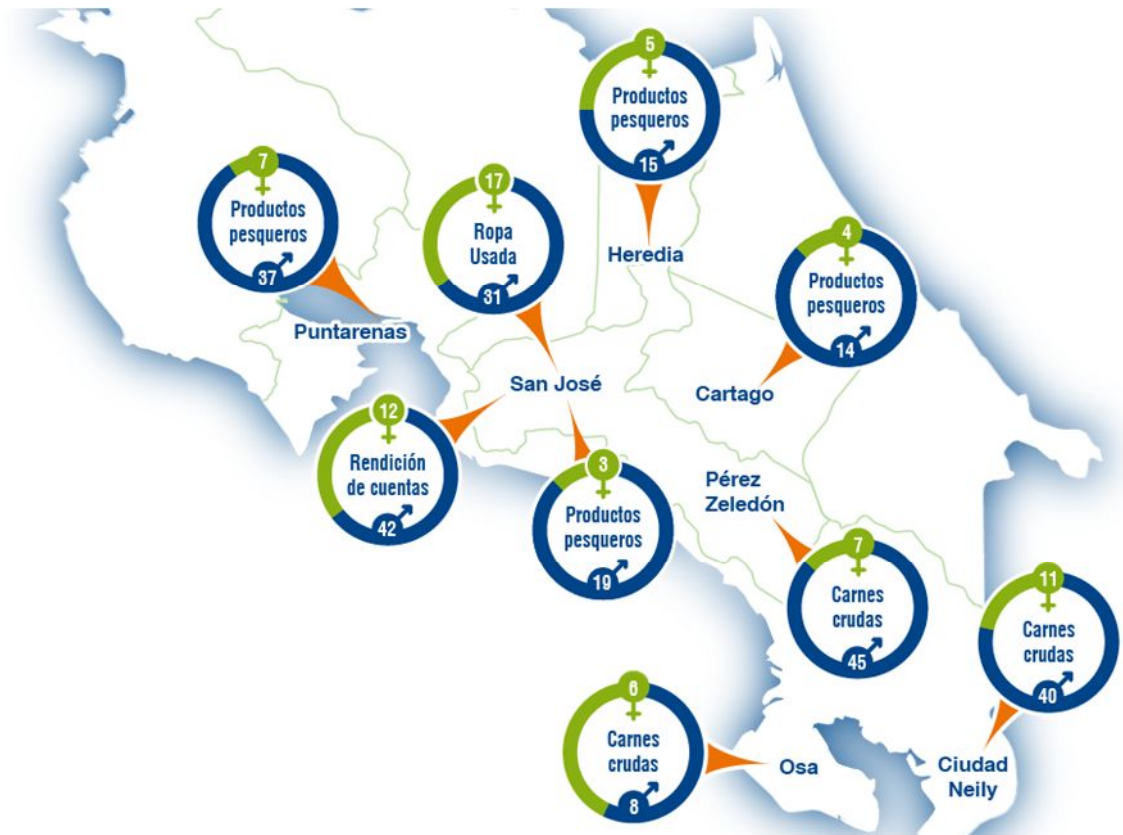 5
Productos
pesqueros
15
Heredia
7
Productos
pesqueros
37
Puntarenas
17
Ropa
Usada
31
San José
4
Productos
pesqueros
14
Cartago
12
Rendición
de cuentas
42
3
Productos
pesqueros
19
Pérez
Zeledón
7
Carnes
crudas
45
11
Carnes
crudas
40
Ciudad
Neily
6
Carnes
crudas
8
Osa